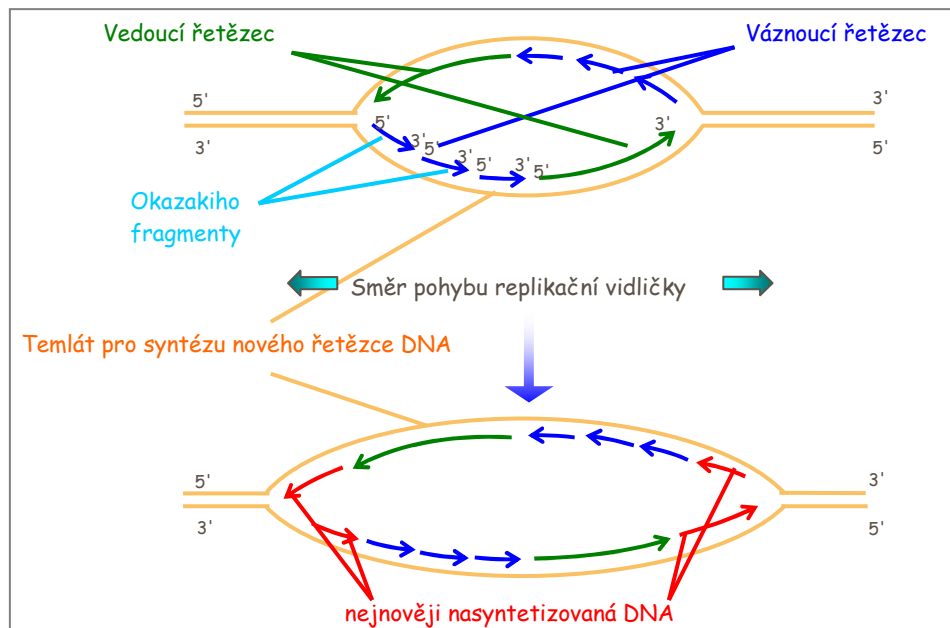 Vedoucí řetězec
Váznoucí řetězec
5'
3'
3'
5'
5'
3'
5'
3'
5'
3'
5'
3'
Okazakiho
fragmenty
Směr pohybu replikační vidličky
Temlát pro syntézu nového řetězce DNA
5'
3'
3'
5'
nejnověji nasyntetizovaná DNA